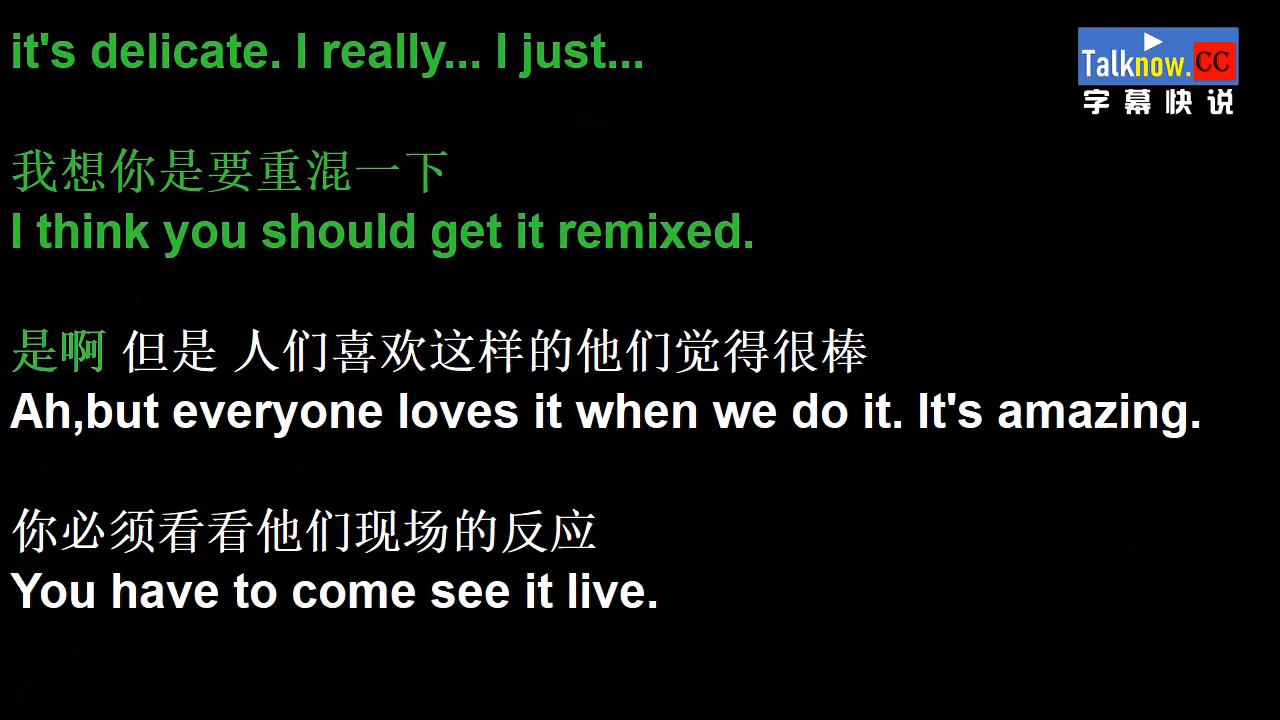 it's delicate. I really... I just...
Talknow.CC
字幕快说
我想你是要重混一下
I think you should get it remixed.
是啊 但是 人们喜欢这样的他们觉得很棒
Ah,but everyone loves it when we do it. It's amazing.
你必须看看他们现场的反应
You have to come see it live.